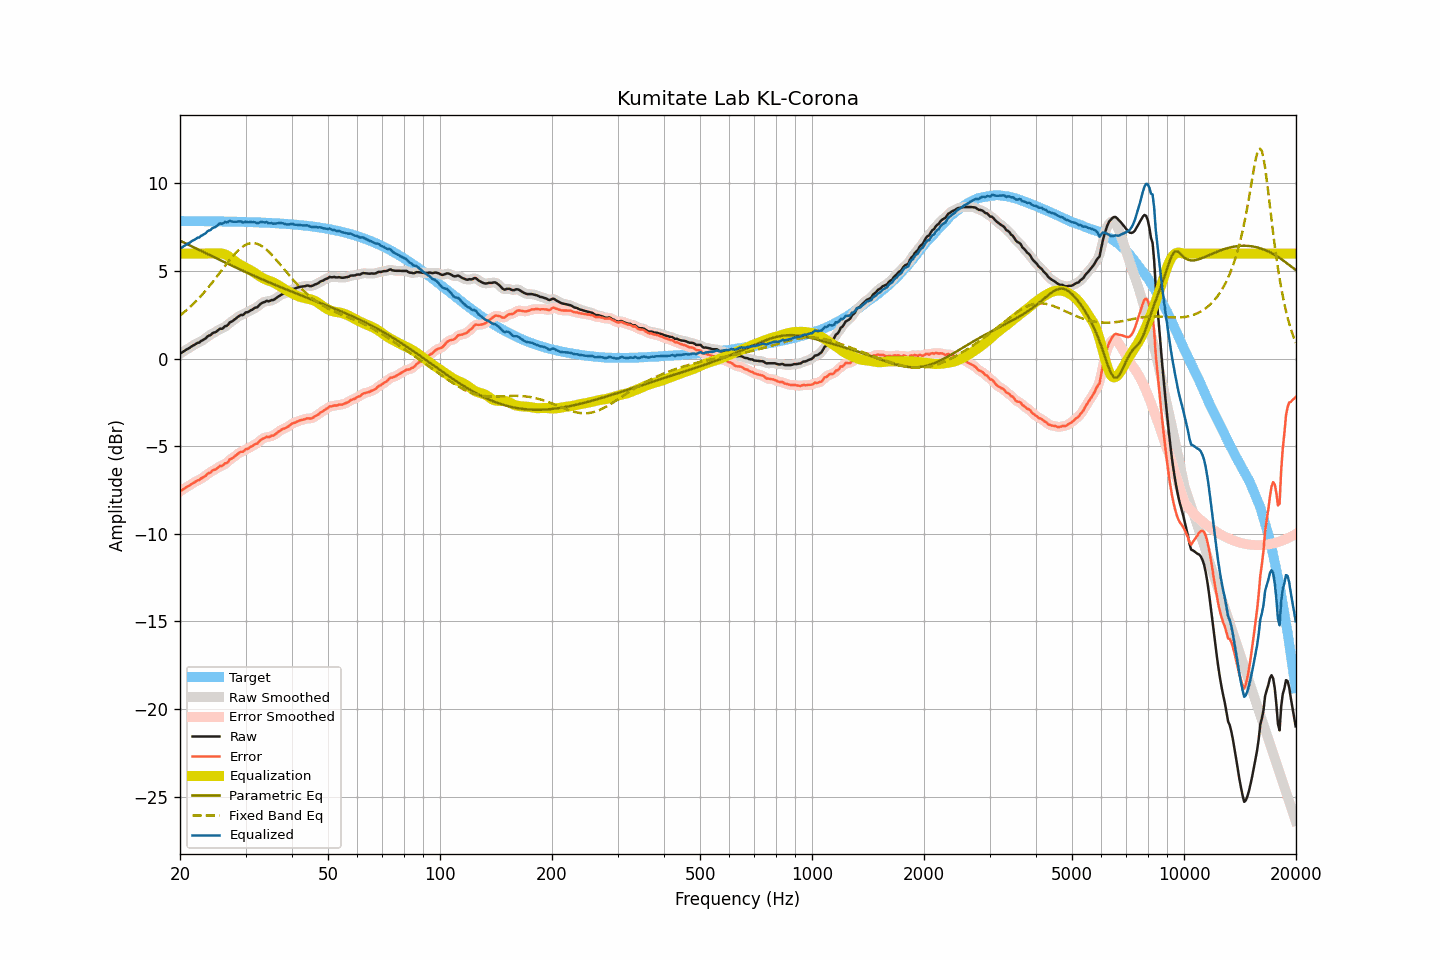 Kumitate Lab KL-Corona
10
5
0
−5
−10
−15
−20
−25
Amplitude (dBr)
Target
Raw Smoothed
Error Smoothed
Raw
Error
Equalization
Parametric Eq
Fixed Band Eq
Equalized
20 50 100 200 500 1000 2000 5000 10000 20000
Frequency (Hz)